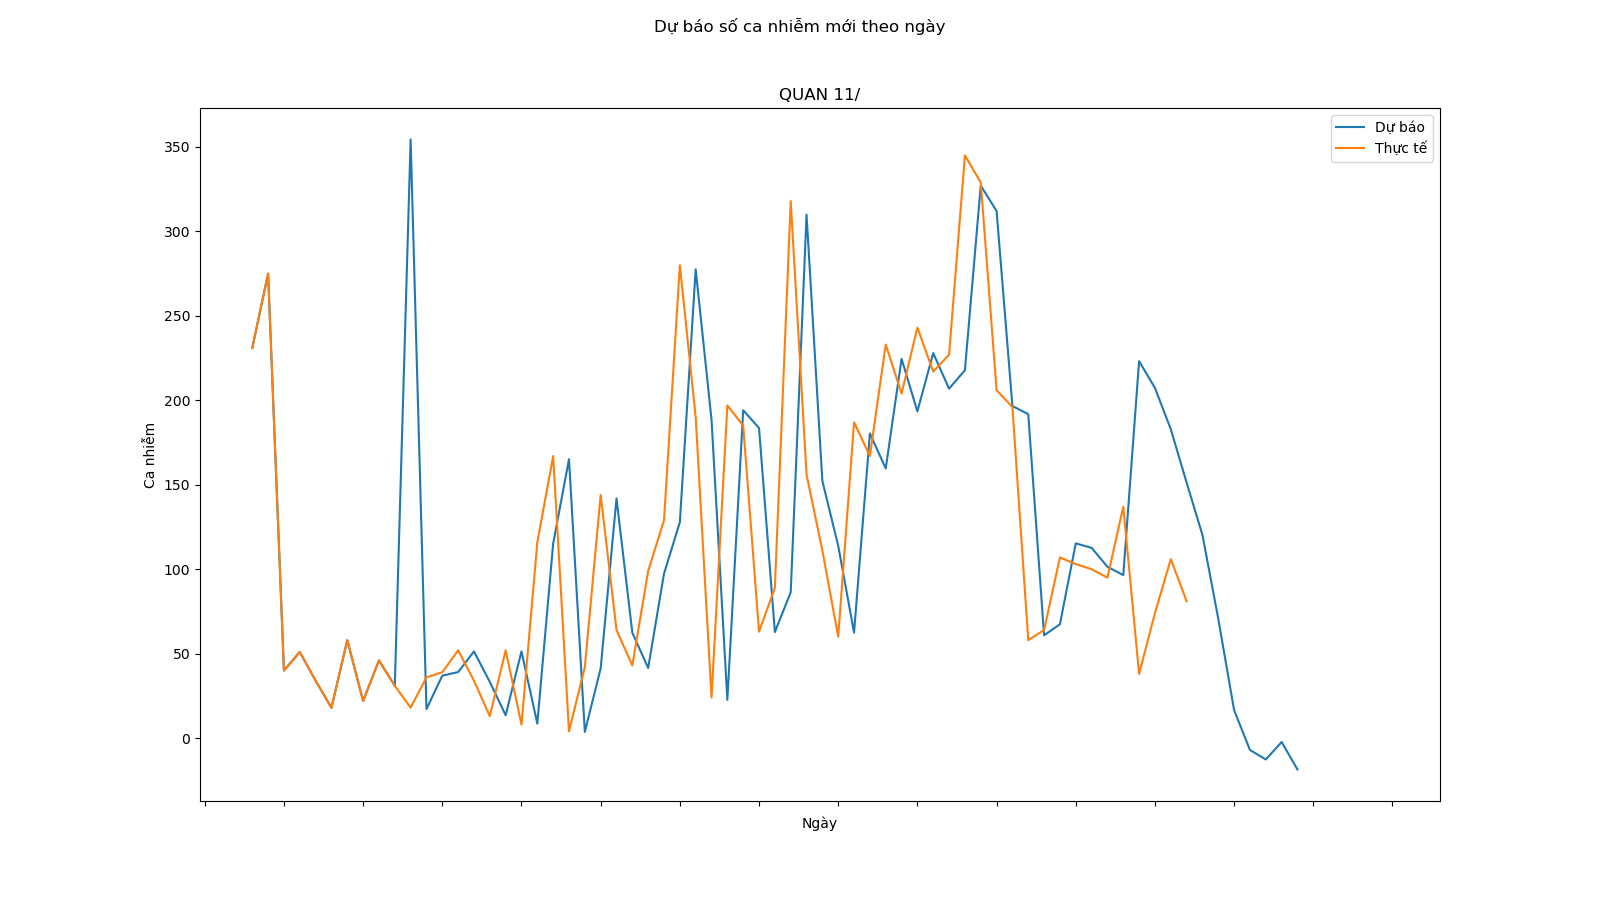 Dự báo số ca nhiễm mới theo ngày
QUAN 11/
Dự báo
Thực tế
350
300
250
200
150
100
50
0
Ca nhiễm
Ngày